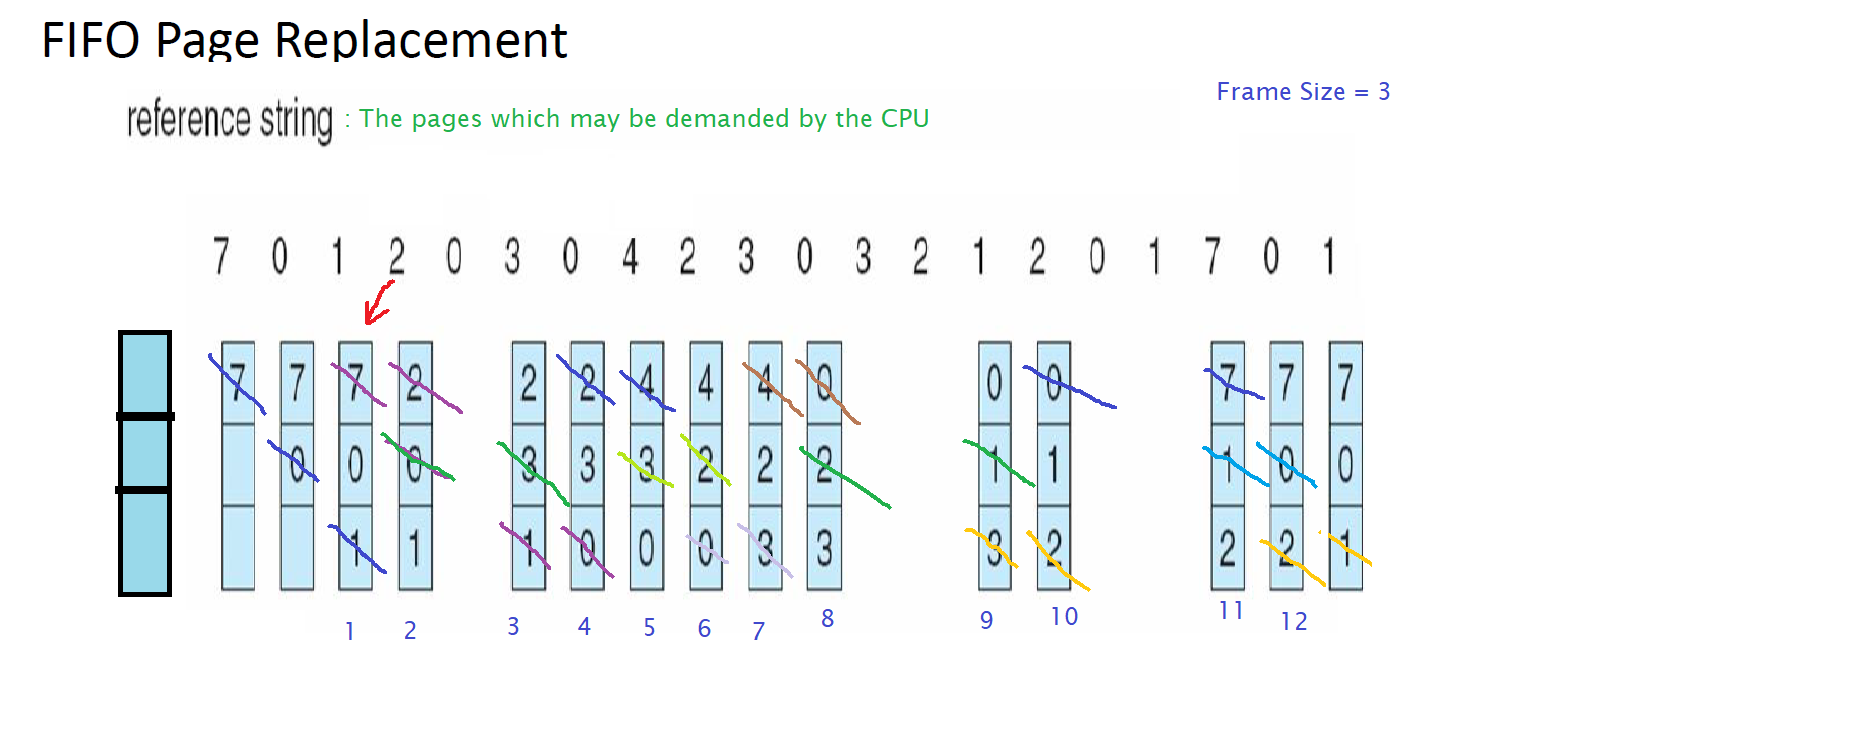 FIFO Page Replacement
Frame Size = 3
reference string : The pages which may be demanded by the CPU
7 0 1 2 0 3 0 4 2 3 0 3 2 1 2 0 1 7 0 1
7 7 7 2 2 2 4 4 4 0 0 0 7 7 7
0 0 0 3 3 3 2 2 2 1 1 1 0 0
1 1 1 0 0 0 3 3 3 2 2 2 1
1 2 3 4 5 6 7 8 9 10 11 12